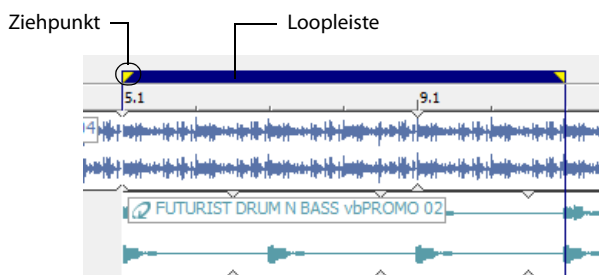 Ziehpunkt Loopleiste
5.1 9.1
04
FUTURIST DRUM N BASS vbPROMO 02